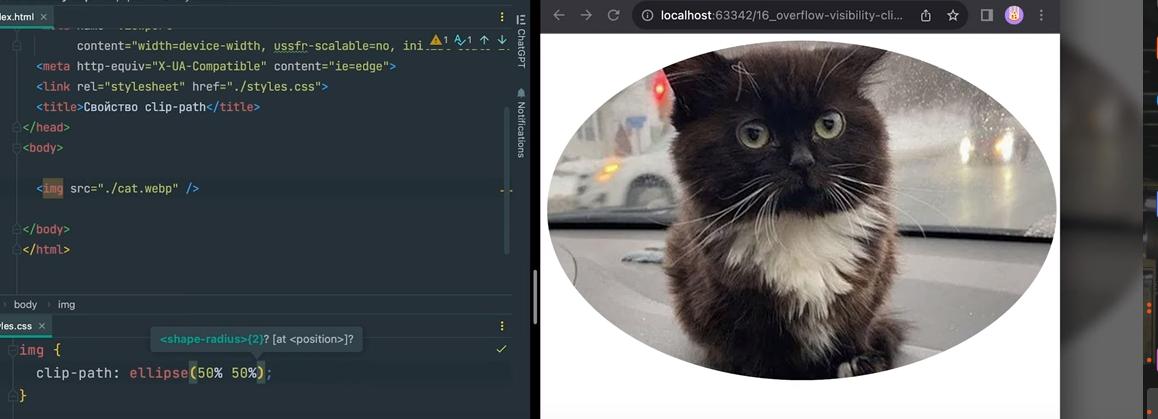 ex.html
content="width=device-width, ussfr-scalable=no, ini
1
1
<meta http-equiv="X-UA-Compatible" content="ie=edge">
<link rel="stylesheet" href="./styles.css">
<title>Свойство clip-path</title>
</head>
<body>
<img src="./cat.webp" />
</body>
</html>
ChatGPT
Notifications
body
img
les.css
<shape-radius>{2}? [at <position>]?
img {
clip-path: ellipse(50% 50%);
}
localhost:63342/16_overflow-visibility-cli...